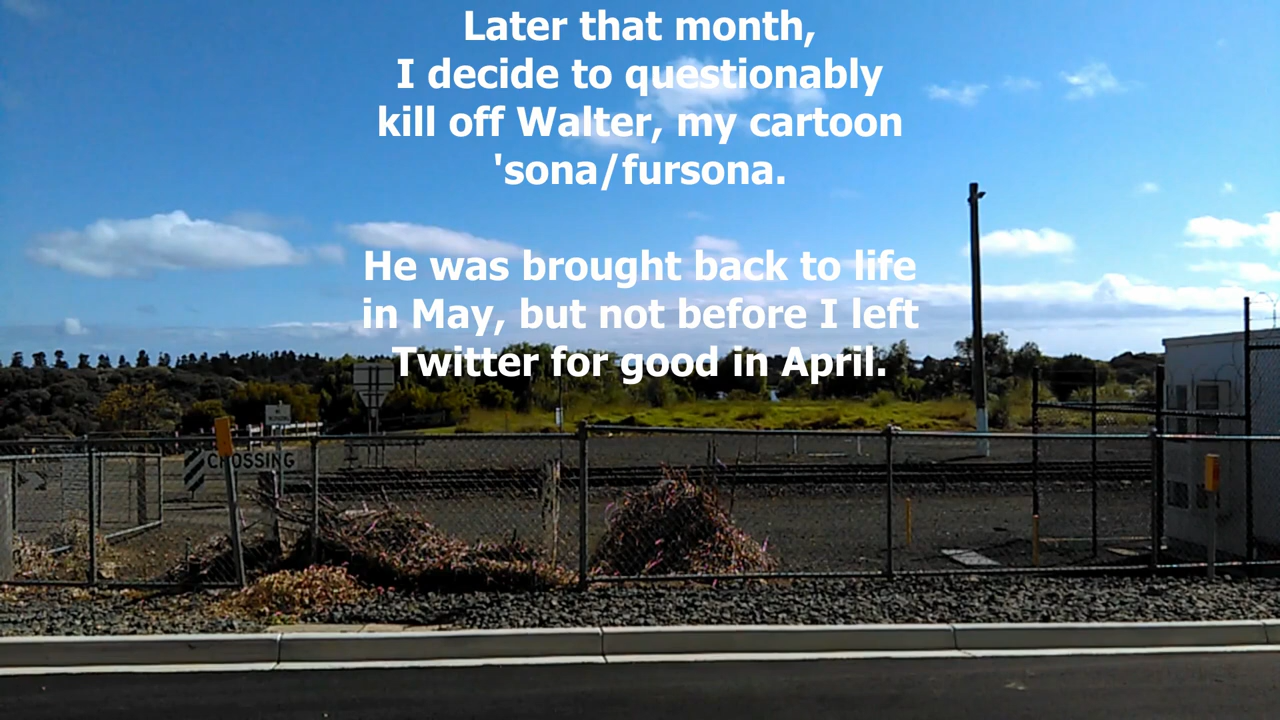 Later that month,
I decide to questionably
kill off Walter, my cartoon
'sona/fursona.
He was brought back to life
in May, but not before I left
Twitter for good in April.
CROSSING